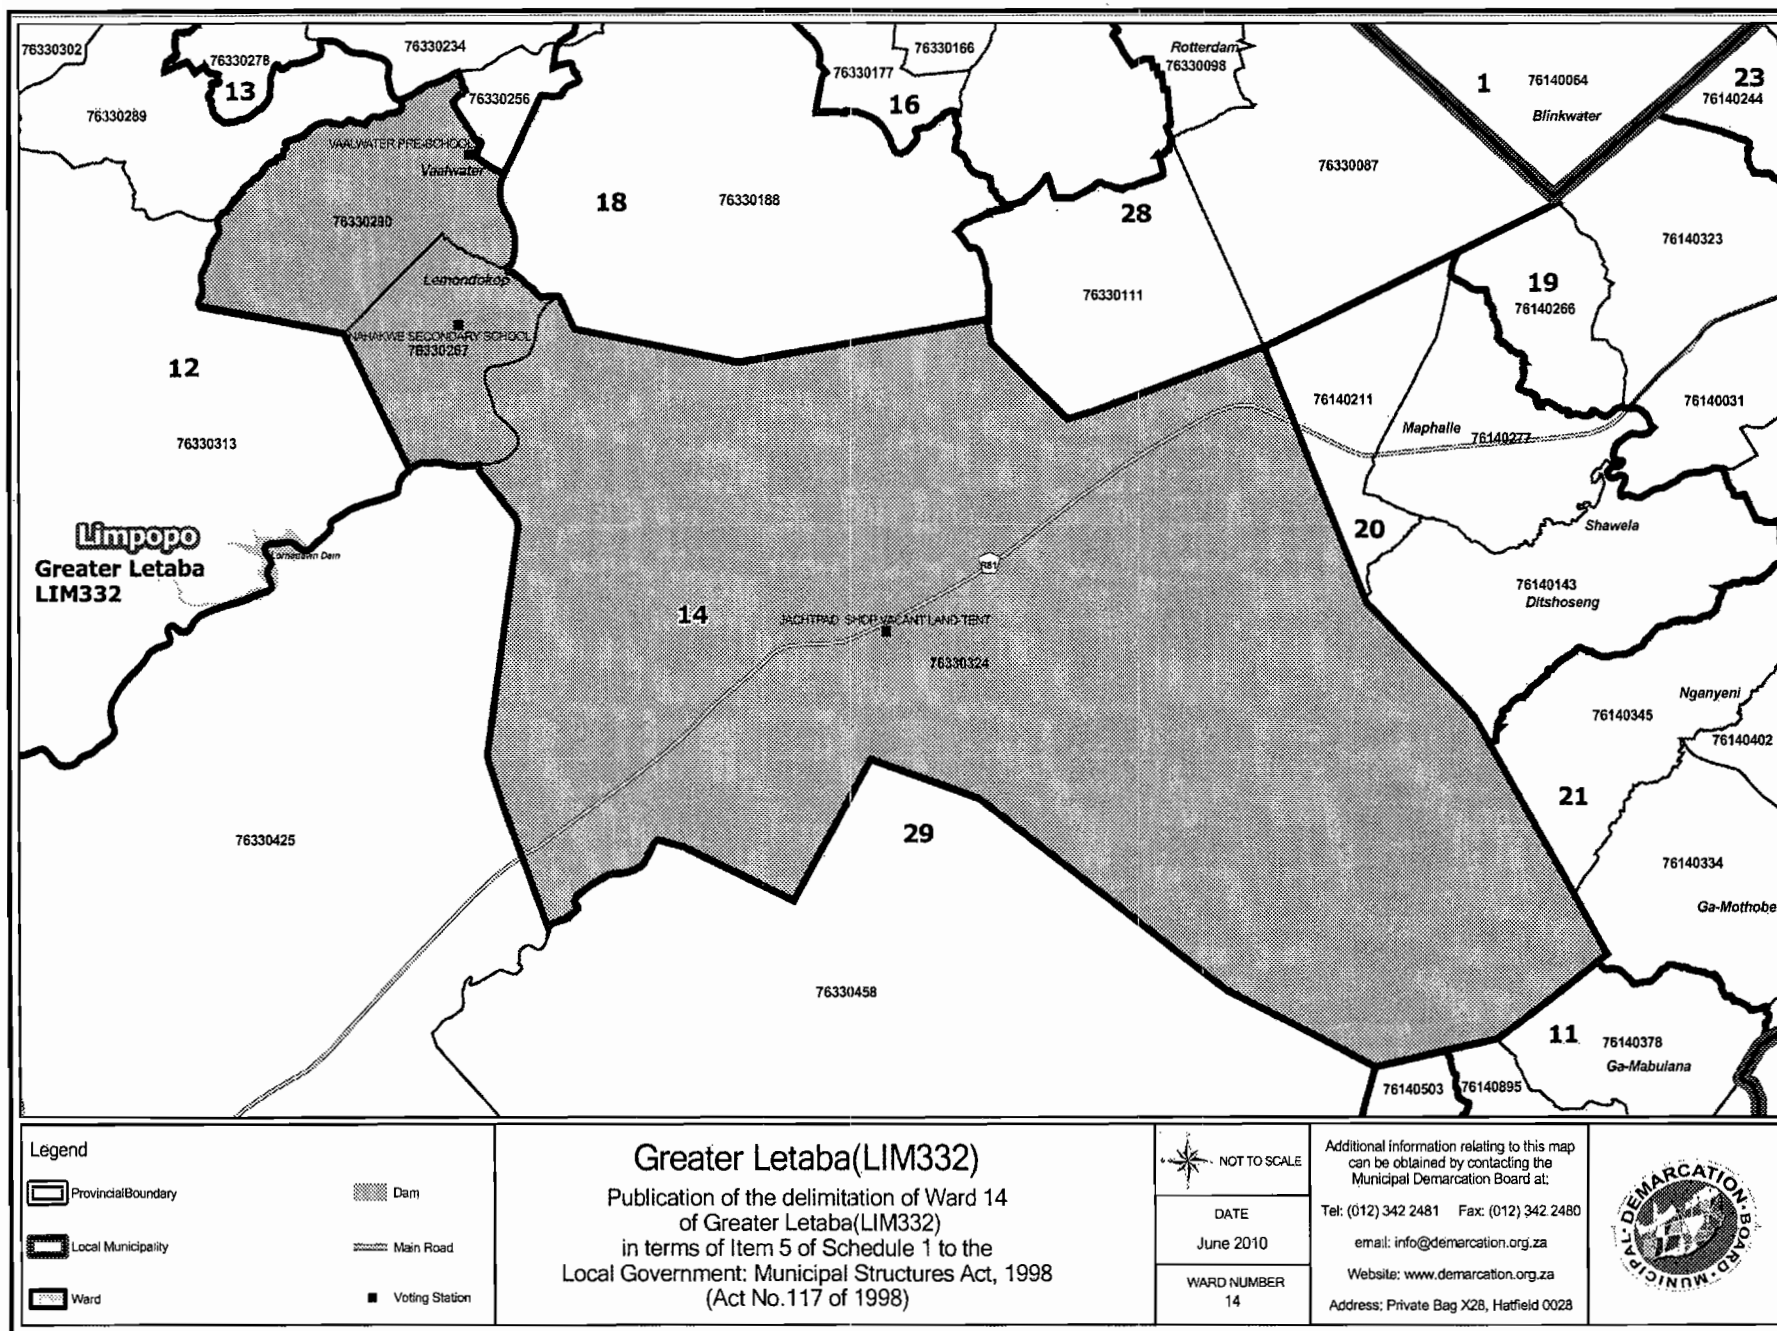 76330302
76330278
13
76330234
76330256
76330289
76330177
76330166
16
Rotterdam
76330098
1
76140064
Blinkwater
23
76140244
VAALWATER PRE-SCHOOL
Vaalwater
76330290
18
76330188
28
76330087
76140323
19
76140266
Lemondokop
NAHAKWE SECONDARY SCHOOL
76330267
76330111
12
76330313
76140211
Maphalle
76140277
76140031
Limpopo
Greater Letaba
LIM332
20
Shawela
R81
14
JACHTPAD SHOP VACANT LAND-TENT
76330324
76140143
Ditshoseng
Nganyeni
76140345
76140402
21
76330425
29
76140334
Ga-Mothobe
76330458
11
76140378
Ga-Mabulana
76140503
76140895
Legend
ProvincialBoundary
Dam
Local Municipality
Main Road
Ward
Voting Station
Greater Letaba(LIM332)
Publication of the delimitation of Ward 14
of Greater Letaba(LIM332)
in terms of Item 5 of Schedule 1 to the
Local Government: Municipal Structures Act, 1998
(Act No.117 of 1998)
NOT TO SCALE
DATE
June 2010
WARD NUMBER
14
Additional information relating to this map
can be obtained by contacting the
Municipal Demarcation Board at:
Tel: (012) 342 2481 Fax: (012) 342 2480
email: info@demarcation.org.za
Website: www.demarcation.org.za
Address: Private Bag X28, Hatfield 0028
MUNICIPAL DEMARCATION BOARD